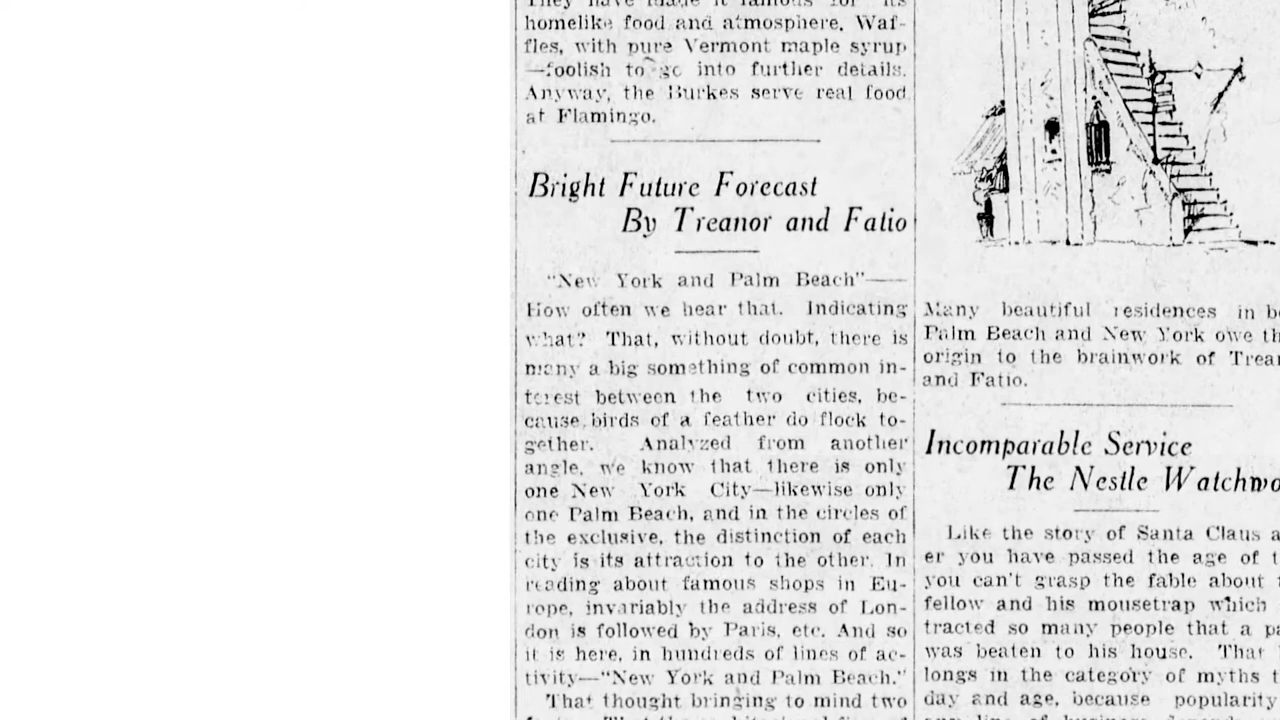 They have made it famous for its
homelike food and atmosphere. Waf-
fles, with pure Vermont maple syrup
—foolish to go into further details.
Anyway, the Burkes serve real food
at Flamingo.
Bright Future Forecast
By Treanor and Fatio
"New York and Palm Beach"—
How often we hear that. Indicating
what? That, without doubt, there is
many a big something of common in-
terest between the two cities, be-
cause birds of a feather do flock to-
gether. Analyzed from another
angle, we know that there is only
one New York City—likewise only
one Palm Beach, and in the circles of
the exclusive, the distinction of each
city is its attraction to the other. In
reading about famous shops in Eu-
rope, invariably the address of Lon-
don is followed by Paris, etc. And so
it is here, in hundreds of lines of ac-
tivity—"New York and Palm Beach."
That thought bringing to mind two
Many beautiful residences in
Palm Beach and New York owe
origin to the brainwork of
and Fatio.
Incomparable Service
The Nestle
Like the story of Santa Claus
er you have passed the age of
you can't grasp the fable about
fellow and his mousetrap which
tracted so many people that a
was beaten to his house. That
longs in the category of myths
day and age, because popularity